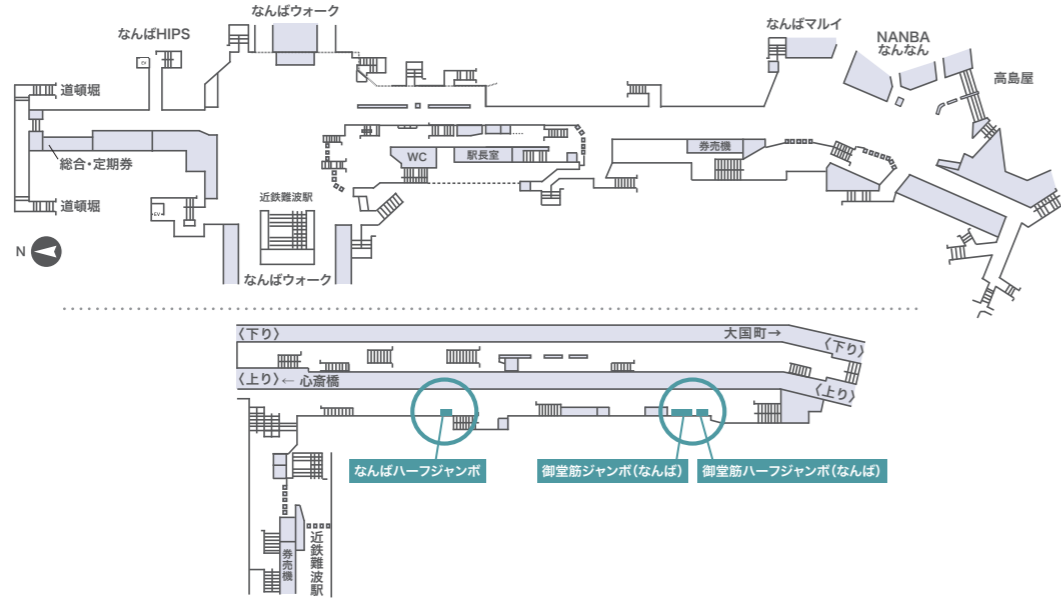 なんばウォーク
なんばHIPS
なんばマルイ
NANBA
なんなん
高島屋
道頓堀
総合・定期券
WC
駅長室
券売機
道頓堀
EV
近鉄難波駅
なんばウォーク
N
〈下り〉
大国町→
〈下り〉
〈上り〉← 心斎橋
〈上り〉
なんばハーフジャンボ
御堂筋ジャンボ(なんば)
御堂筋ハーフジャンボ(なんば)
券売機
近鉄難波駅